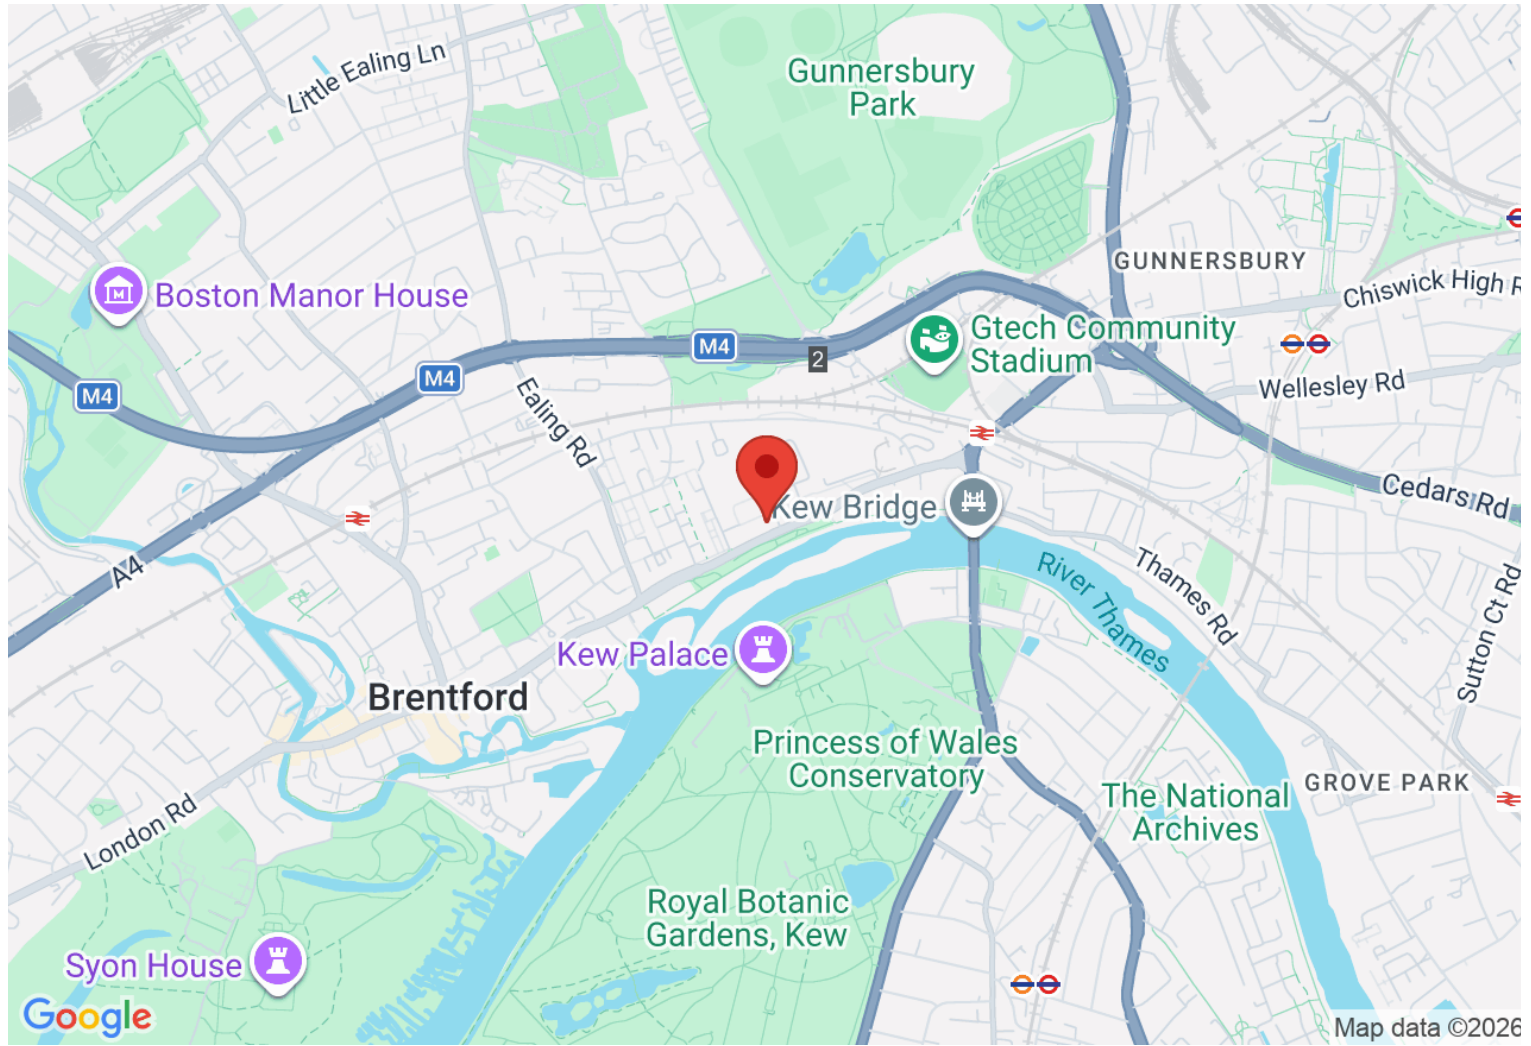 Little Ealing Ln
Gunnersbury
Park
GUNNERSBURY
Boston Manor House
Chiswick High R
Gtech Community
Stadium
M4
2
M4
M4
Wellesley Rd
Ealing Rd
Cedars Rd
Kew Bridge
A4
River Thames
Thames Rd
Sutton Ct Rd
Kew Palace
Brentford
Princess of Wales
Conservatory
The National
Archives
GROVE PARK
London Rd
Royal Botanic
Gardens, Kew
Syon House
Google
Map data ©2026